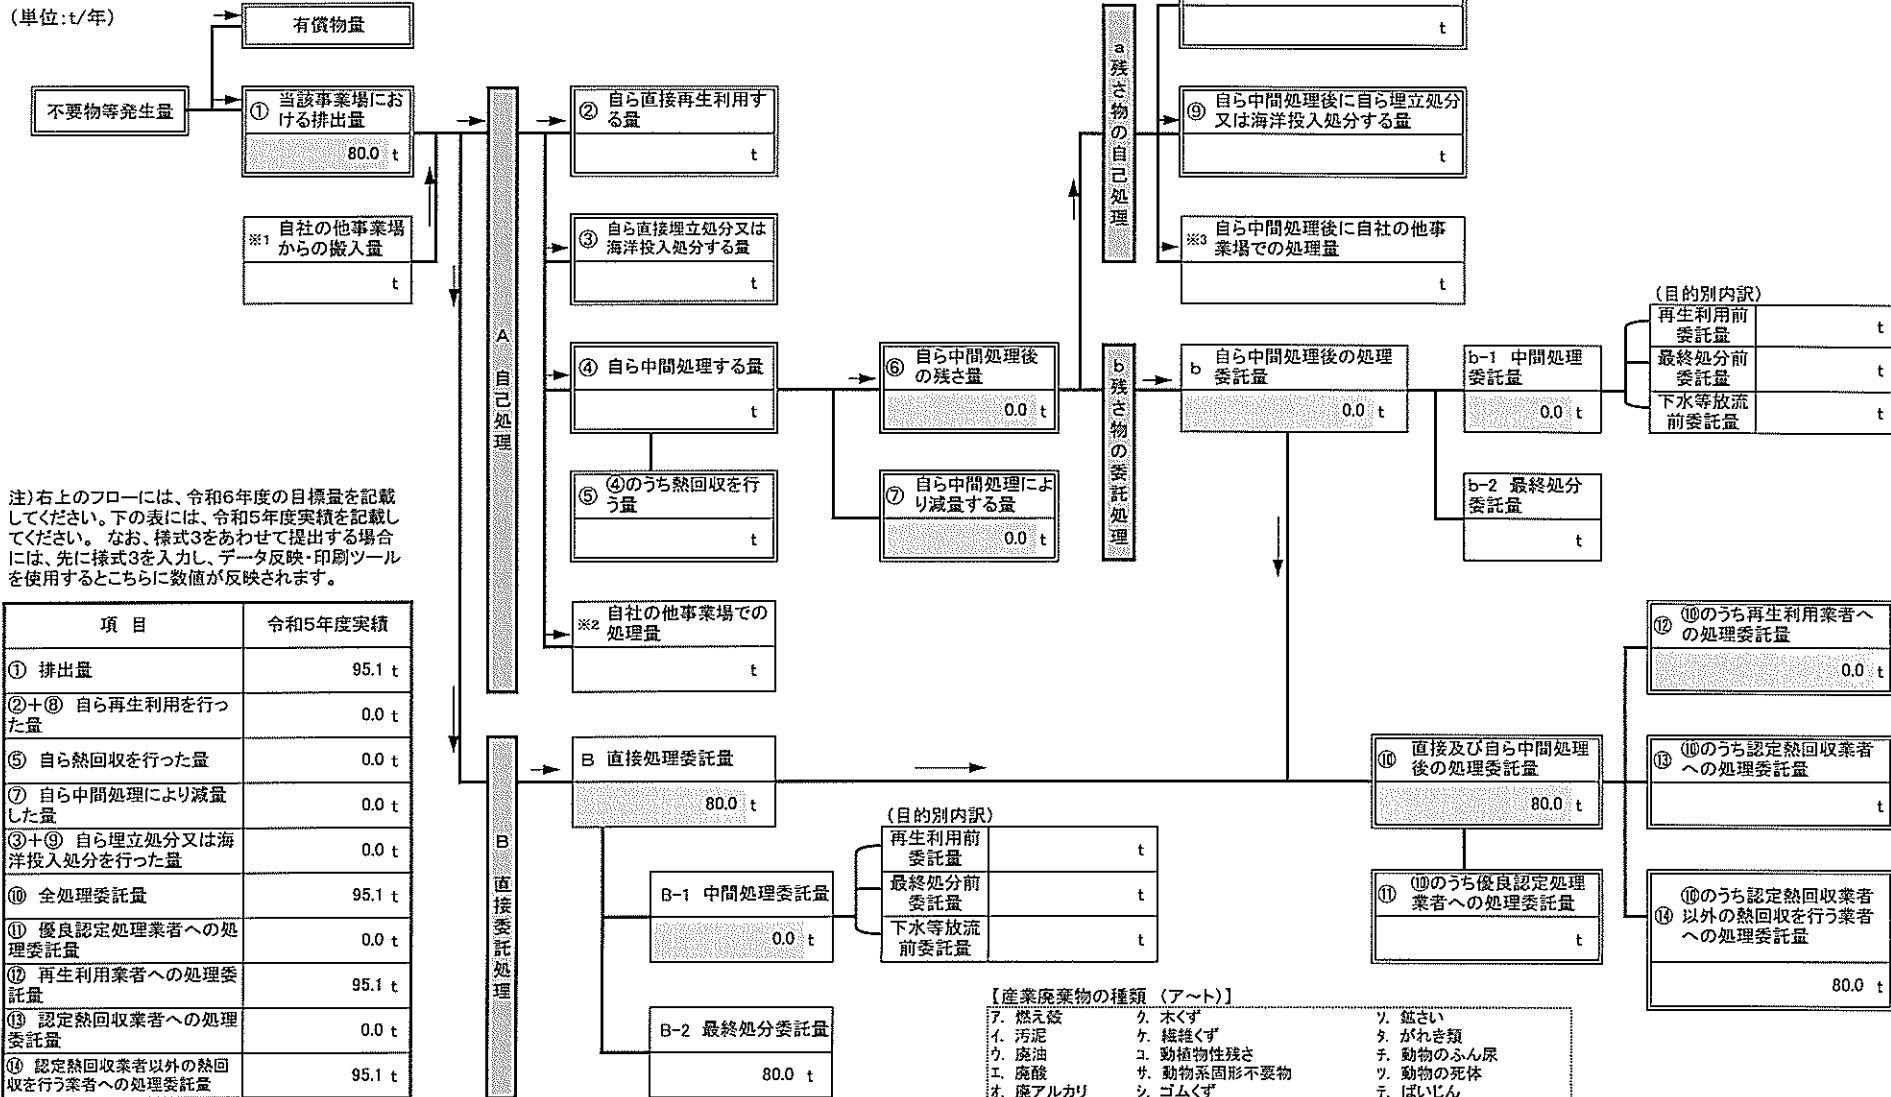 (単位:t/年)
有償物量
不要物等発生量
① 当該事業場にお
ける排出量
80.0 t
※1 自社の他事業場
からの搬入量
t
A 自己処理
② 自ら直接再生利用す
る量
t
③ 自ら直接埋立処分又は
海洋投入処分する量
t
④ 自ら中間処理する量
t
⑤ ④のうち熱回収を行
う量
t
※2 自社の他事業場での
処理量
t
⑥ 自ら中間処理後
の残さ量
0.0 t
⑦ 自ら中間処理によ
り減量する量
0.0 t
a 残さ物の自己処理
t
⑨ 自ら中間処理後に自ら埋立処分
又は海洋投入処分する量
t
※3 自ら中間処理後に自社の他事
業場での処理量
t
b 残さ物の委託処理
b 自ら中間処理後の処理
委託量
0.0 t
b-1 中間処理
委託量
0.0 t
b-2 最終処分
委託量
t
(目的別内訳)
再生利用前
委託量
t
最終処分前
委託量
t
下水等放流
前委託量
t
注)右上のフローには、令和6年度の目標量を記載
してください。下の表には、令和5年度実績を記載し
てください。 なお、様式3をあわせて提出する場合
には、先に様式3を入力し、データ反映・印刷ツール
を使用するとこちらに数値が反映されます。
項 目 令和5年度実績
① 排出量 95.1 t
②+⑧ 自ら再生利用を行っ
た量 0.0 t
⑤ 自ら熱回収を行った量 0.0 t
⑦ 自ら中間処理により減量
した量 0.0 t
③+⑨ 自ら埋立処分又は海
洋投入処分を行った量 0.0 t
⑩ 全処理委託量 95.1 t
⑪ 優良認定処理業者への処
理委託量 0.0 t
⑫ 再生利用業者への処理委
託量 95.1 t
⑬ 認定熱回収業者への処理
委託量 0.0 t
⑭ 認定熱回収業者以外の熱回
収を行う業者への処理委託量 95.1 t
B 直接委託処理
B 直接処理委託量
80.0 t
B-1 中間処理委託量
0.0 t
B-2 最終処分委託量
80.0 t
(目的別内訳)
再生利用前
委託量
t
最終処分前
委託量
t
下水等放流
前委託量
t
⑩ 直接及び自ら中間処理
後の処理委託量
80.0 t
⑪ ⑩のうち優良認定処理
業者への処理委託量
t
⑫ ⑩のうち再生利用業者へ
の処理委託量
0.0 t
⑬ ⑩のうち認定熱回収業者
への処理委託量
t
⑭ ⑩のうち認定熱回収業者
以外の熱回収を行う業者
への処理委託量
80.0 t
【産業廃棄物の種類 (ア~ト)】
ア. 燃え殻 ク. 木くず ソ. 鉱さい
イ. 汚泥 ケ. 繊維くず タ. がれき類
ウ. 廃油 コ. 動植物性残さ チ. 動物のふん尿
エ. 廃酸 サ. 動物系固形不要物 ツ. 動物の死体
オ. 廃アルカリ シ. ゴムくず テ. ばいじん